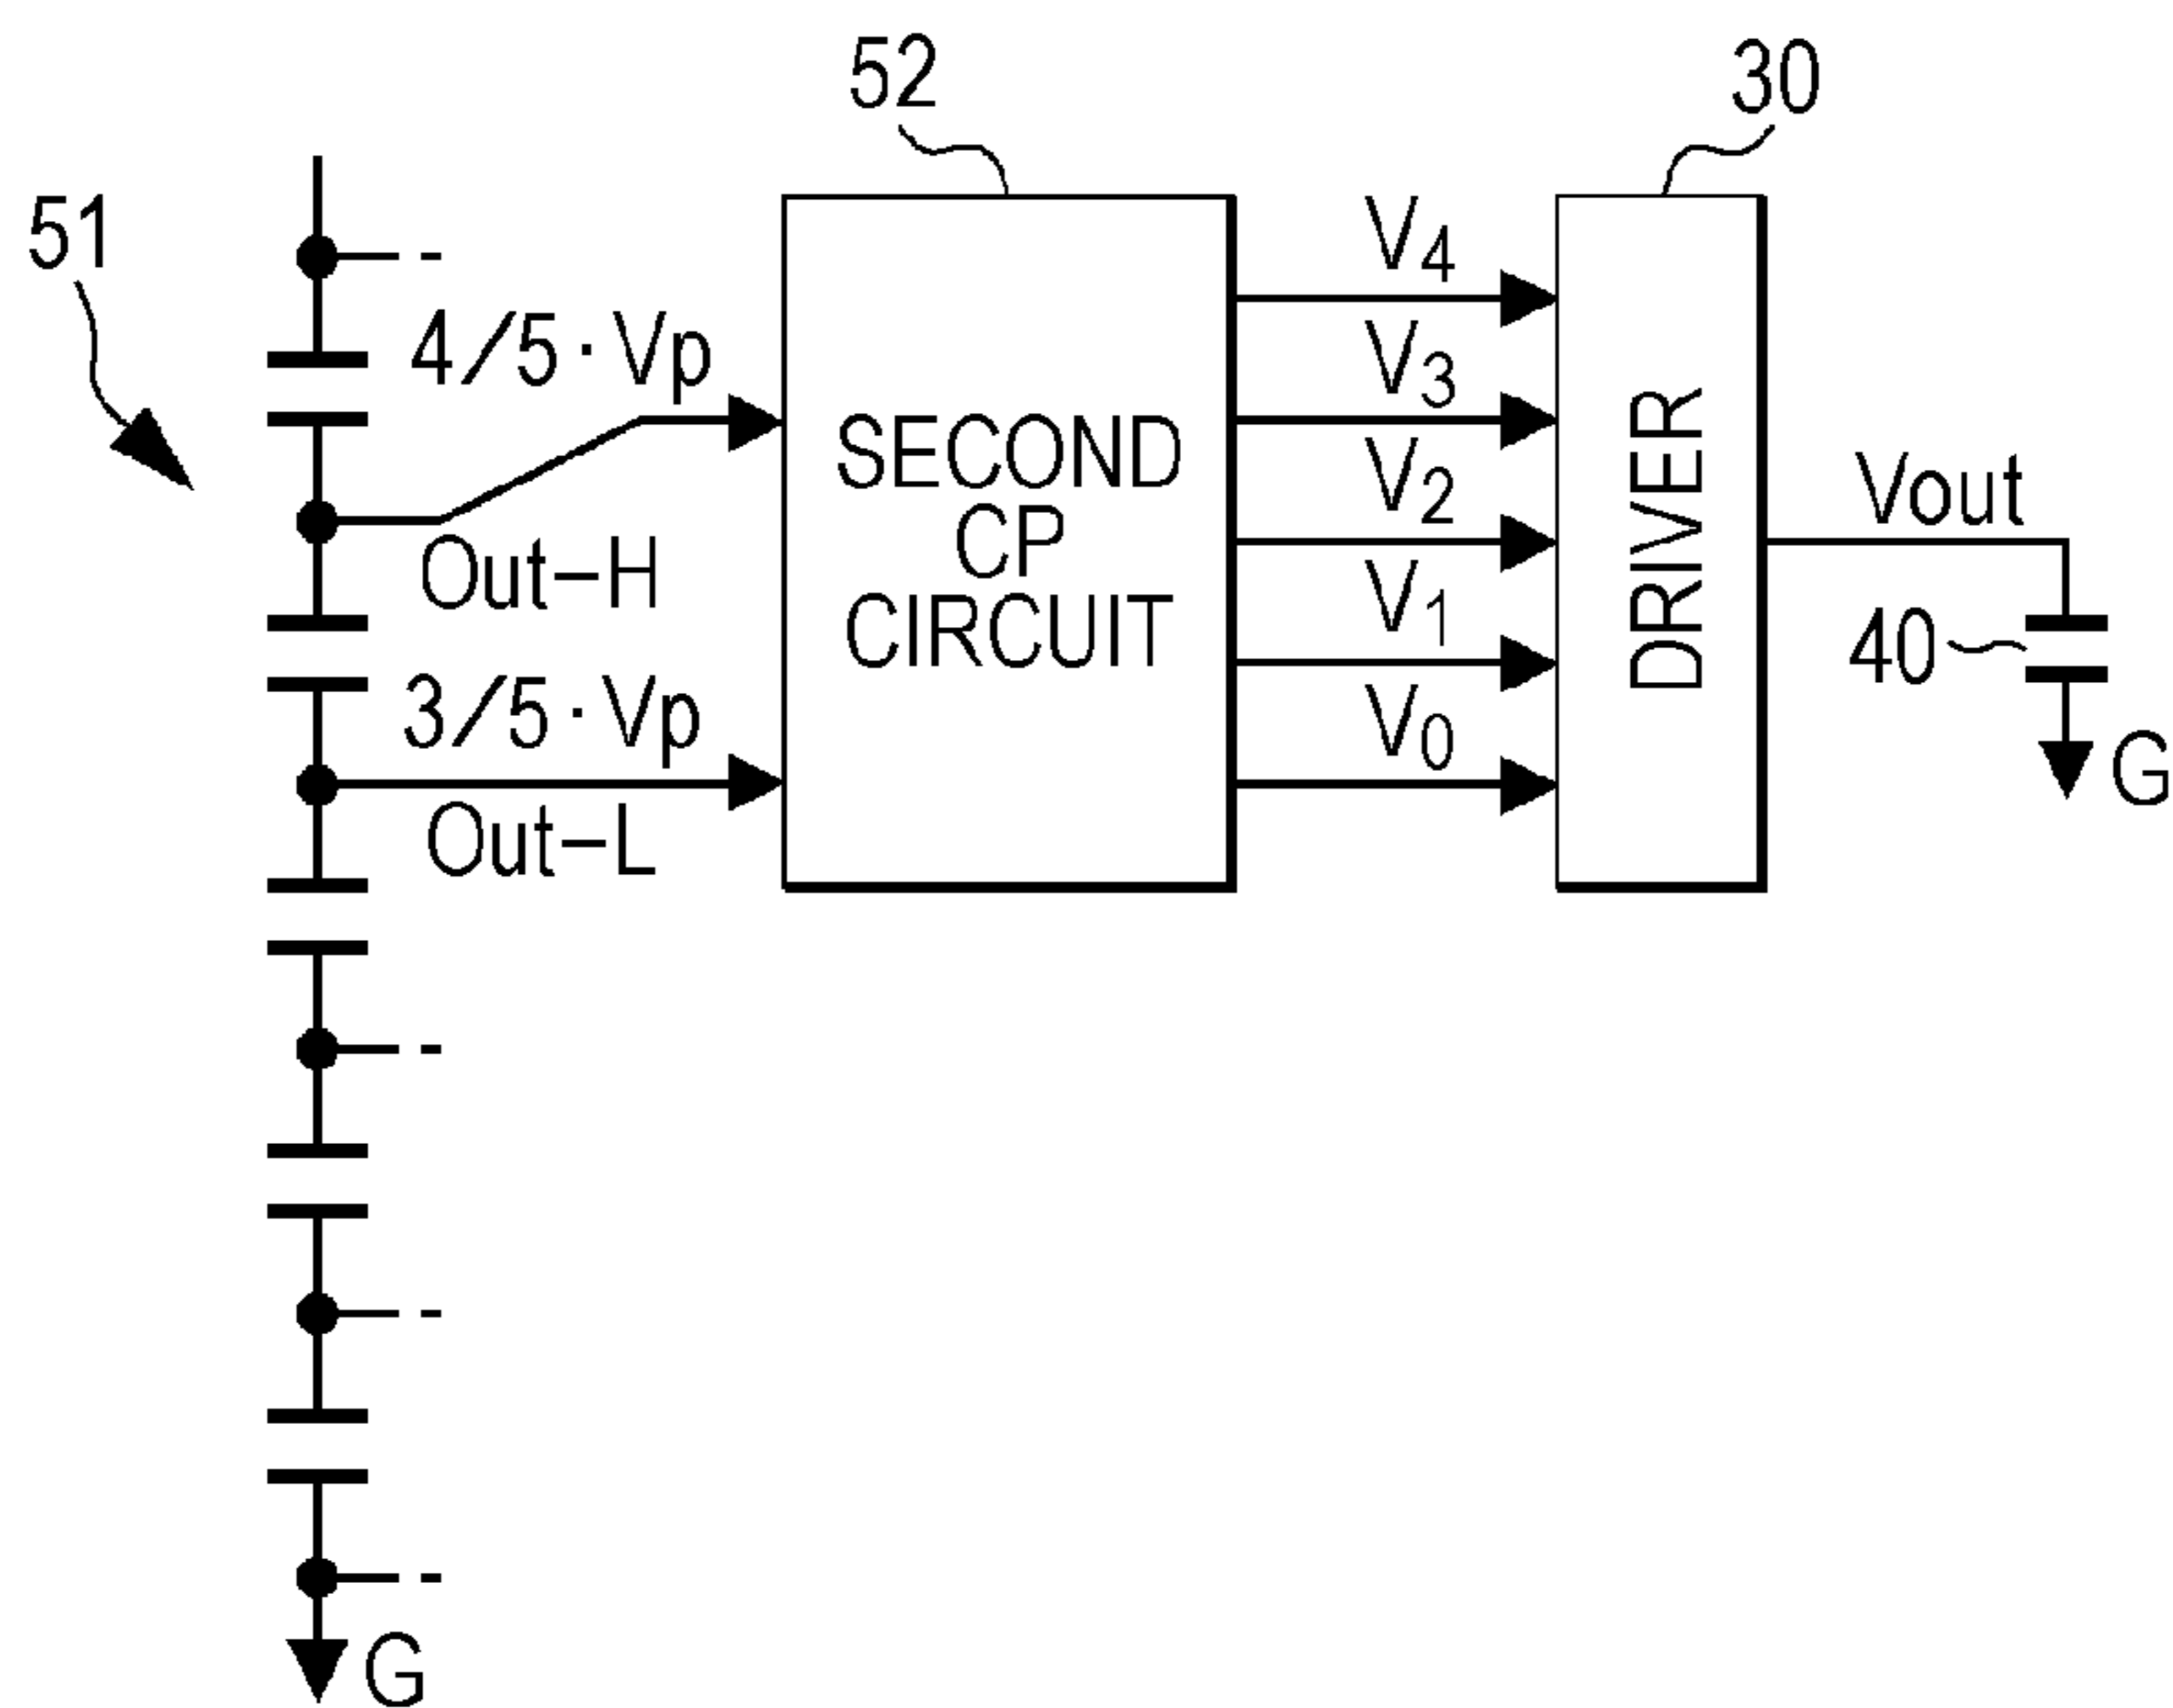 52
30
51
V4
4/5·Vp
V3
SECOND
CP
CIRCUIT
DRIVER
V2
Vout
Out-H
V1
40
3/5·Vp
V0
G
Out-L
G